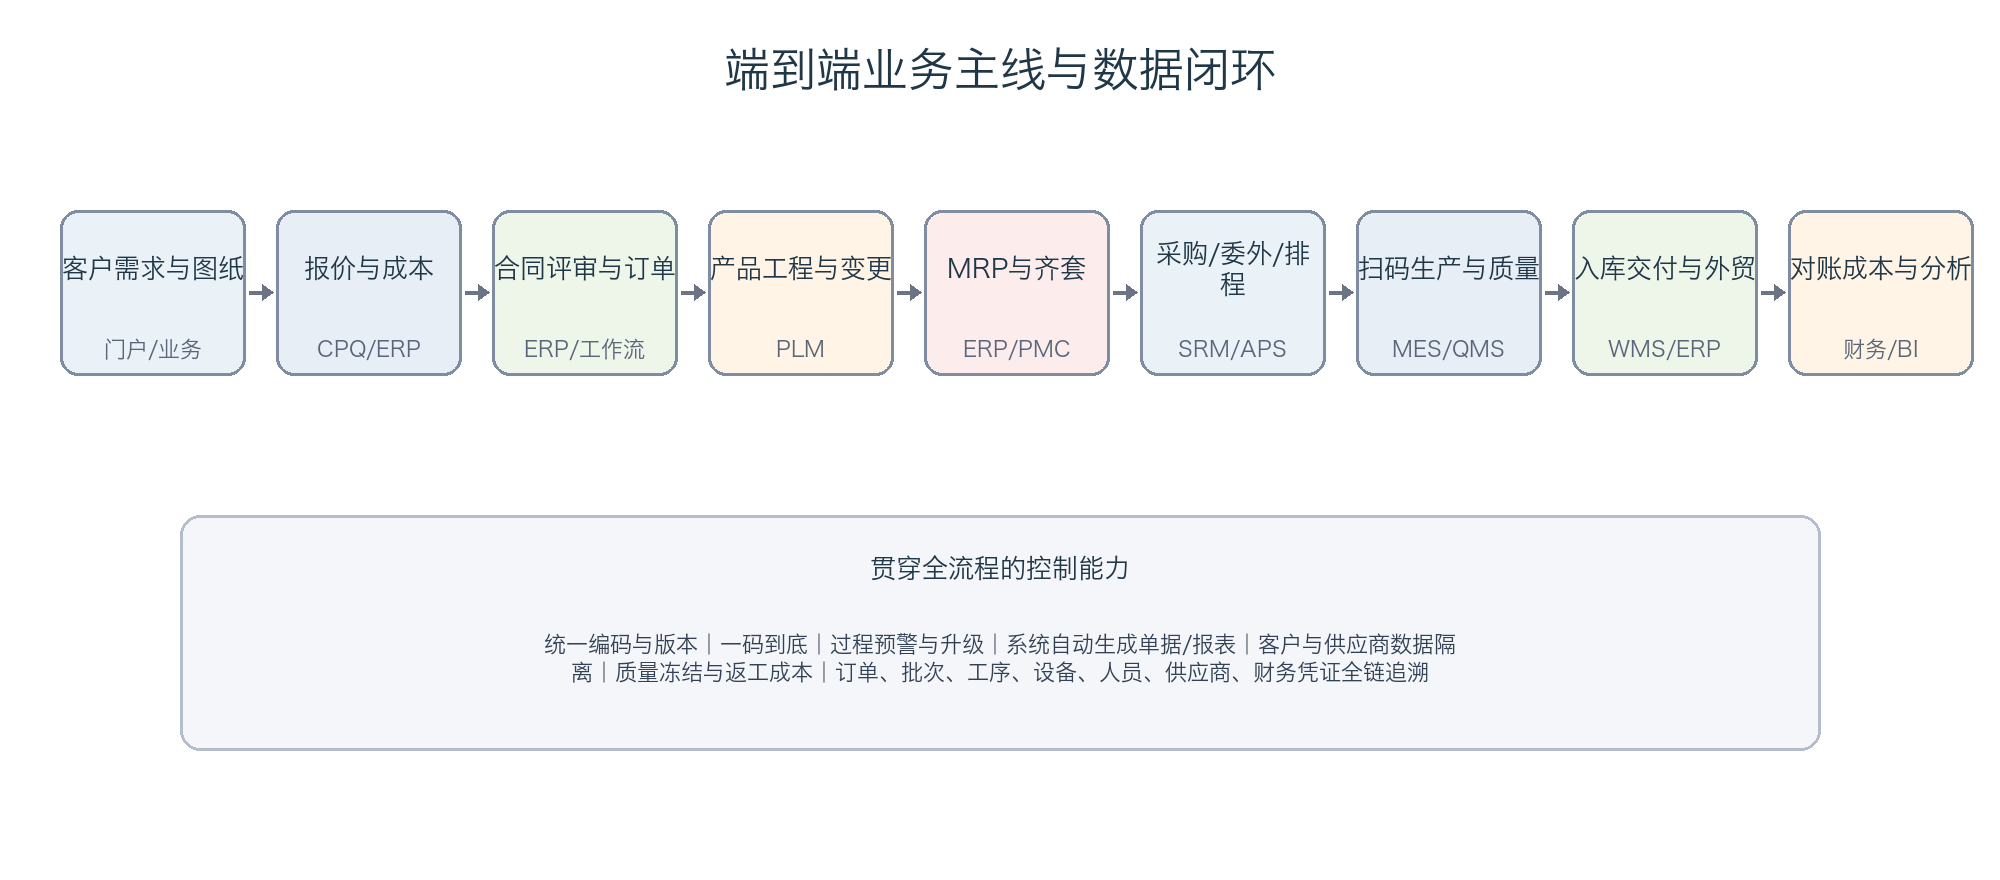 端到端业务主线与数据闭环
客户需求与图纸
门户/业务
报价与成本
CPQ/ERP
合同评审与订单
ERP/工作流
产品工程与变更
PLM
MRP与齐套
ERP/PMC
采购/委外/排
程
SRM/APS
扫码生产与质量
MES/QMS
入库交付与外贸
WMS/ERP
对账成本与分析
财务/BI
贯穿全流程的控制能力
统一编码与版本｜一码到底｜过程预警与升级｜系统自动生成单据/报表｜客户与供应商数据隔
离｜质量冻结与返工成本｜订单、批次、工序、设备、人员、供应商、财务凭证全链追溯